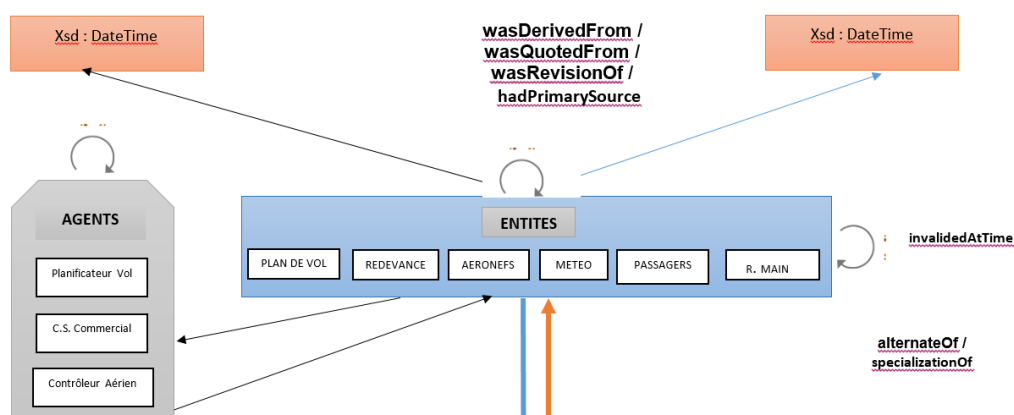 Xsd : DateTime
wasDerivedFrom /
wasQuotedFrom /
wasRevisionOf /
hadPrimarySource
Xsd : DateTime
AGENTS
Planificateur Vol
C.S. Commercial
Contrôleur Aérien
ENTITES
PLAN DE VOL
REDEVANCE
AERONEFS
METEO
PASSAGERS
R. MAIN
invalidedAtTime
alternateOf /
specializationOf